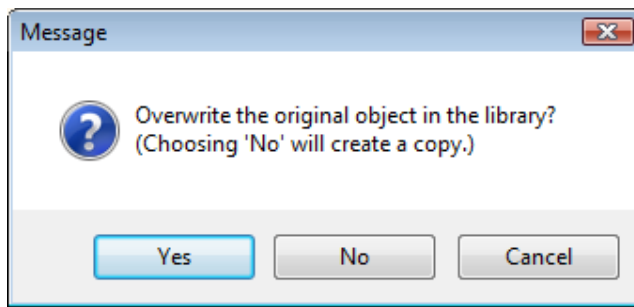 Message
Overwrite the original object in the library?
(Choosing 'No' will create a copy.)
Yes No Cancel